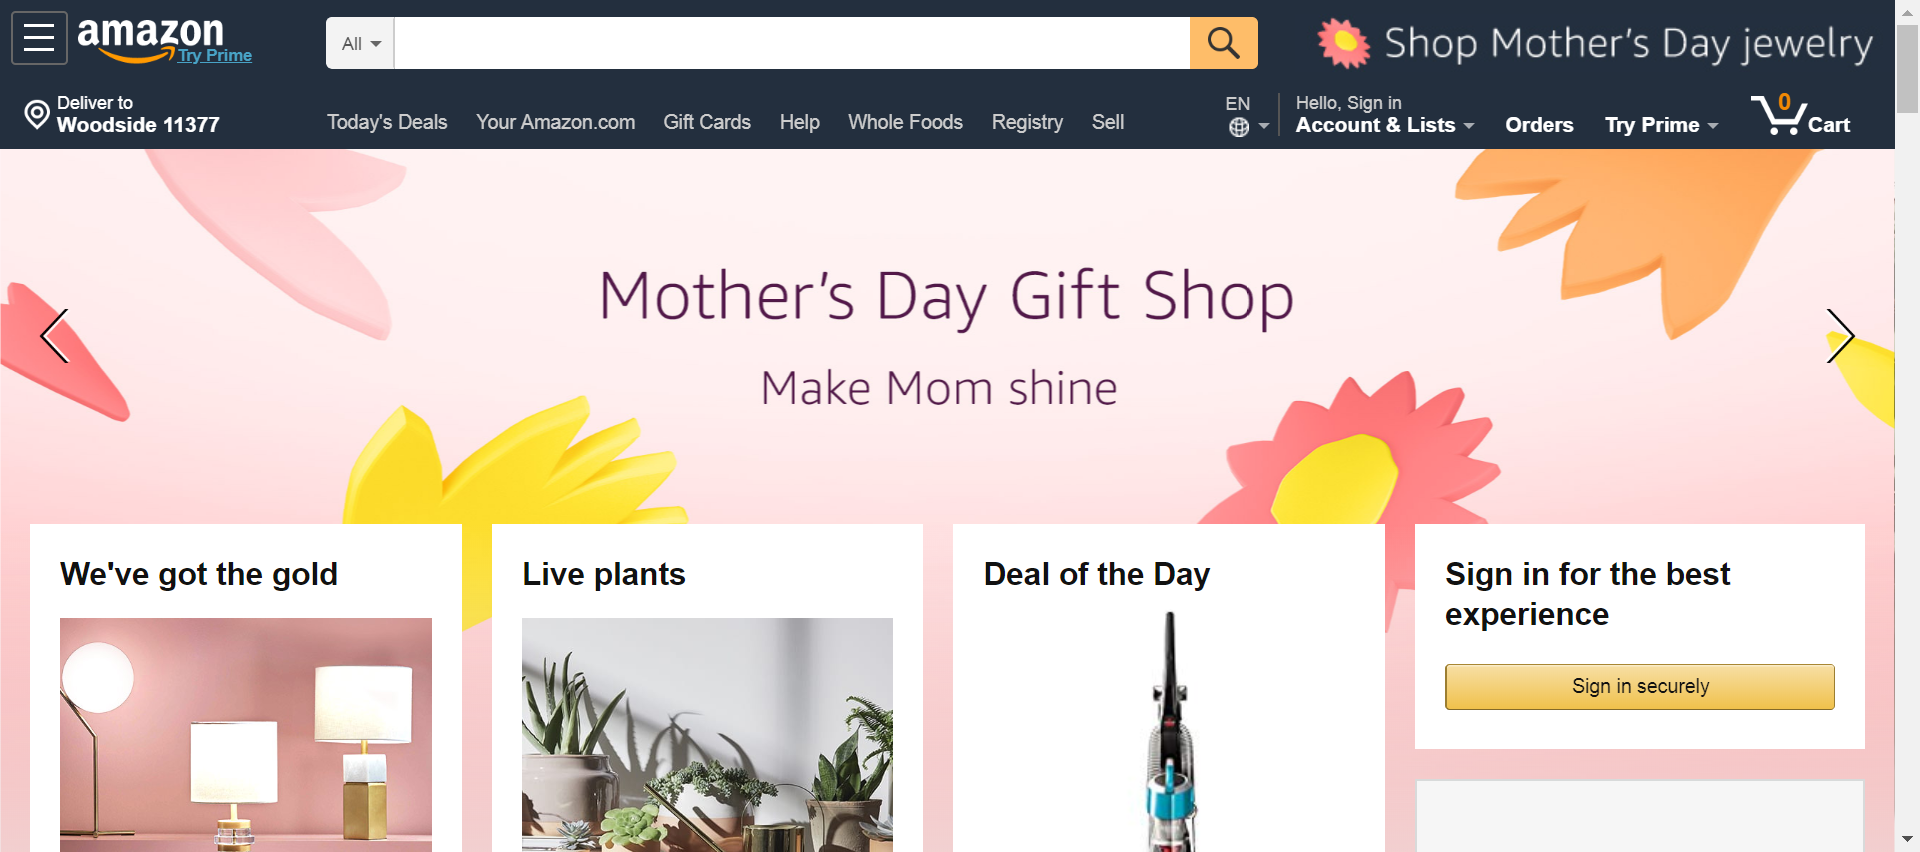 amazon
Try Prime
All
Shop Mother's Day jewelry
Deliver to
Woodside 11377
Today's Deals
Your Amazon.com
Gift Cards
Help
Whole Foods
Registry
Sell
EN
Hello, Sign in
Account & Lists
Orders
Try Prime
0
Cart
Mother's Day Gift Shop
Make Mom shine
We've got the gold
Live plants
Deal of the Day
Sign in for the best
experience
Sign in securely